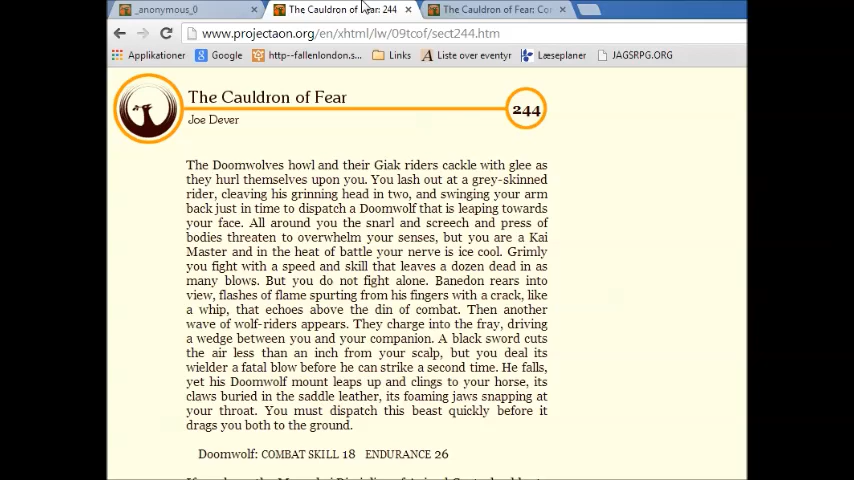 _anonymous_0
The Cauldron of Fear: 244
The Cauldron of Fear: Cor
www.projectaon.org/en/xhtml/lw/09tcof/sect244.htm
Applikationer
Google
http--fallenlondon.s...
Links
Liste over eventyr
Læseplaner
JAGSRPG.ORG
The Cauldron of Fear
244
Joe Dever
The Doomwolves howl and their Giak riders cackle with glee as
they hurl themselves upon you. You lash out at a grey-skinned
rider, cleaving his grinning head in two, and swinging your arm
back just in time to dispatch a Doomwolf that is leaping towards
your face. All around you the snarl and screech and press of
bodies threaten to overwhelm your senses, but you are a Kai
Master and in the heat of battle your nerve is ice cool. Grimly
you fight with a speed and skill that leaves a dozen dead in as
many blows. But you do not fight alone. Banedon rears into
view, flashes of flame spurting from his fingers with a crack, like
a whip, that echoes above the din of combat. Then another
wave of wolf-riders appears. They charge into the fray, driving
a wedge between you and your companion. A black sword cuts
the air less than an inch from your scalp, but you deal its
wielder a fatal blow before he can strike a second time. He falls,
yet his Doomwolf mount leaps up and clings to your horse, its
claws buried in the saddle leather, its foaming jaws snapping at
your throat. You must dispatch this beast quickly before it
drags you both to the ground.
Doomwolf: COMBAT SKILL 18 ENDURANCE 26